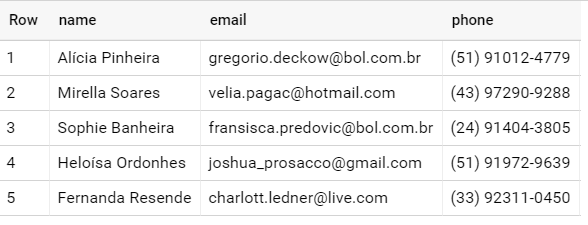 Row name email phone
1 Alícia Pinheira gregorio.deckow@bol.com.br (51) 91012-4779
2 Mirella Soares velia.pagac@hotmail.com (43) 97290-9288
3 Sophie Banheira fransisca.predovic@bol.com.br (24) 91404-3805
4 Heloísa Ordonhes joshua_prosacco@gmail.com (51) 91972-9639
5 Fernanda Resende charlott.ledner@live.com (33) 92311-0450